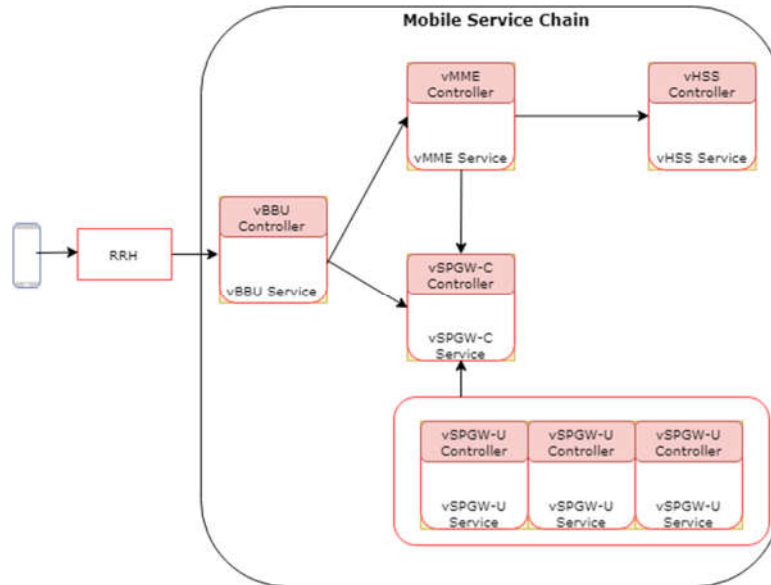 Mobile Service Chain
vMME
Controller
vMME Service
vHSS
Controller
vHSS Service
vBBU
Controller
vBBU Service
RRH
vSPGW-C
Controller
vSPGW-C
Service
vSPGW-U
Controller
vSPGW-U
Service
vSPGW-U
Controller
vSPGW-U
Service
vSPGW-U
Controller
vSPGW-U
Service